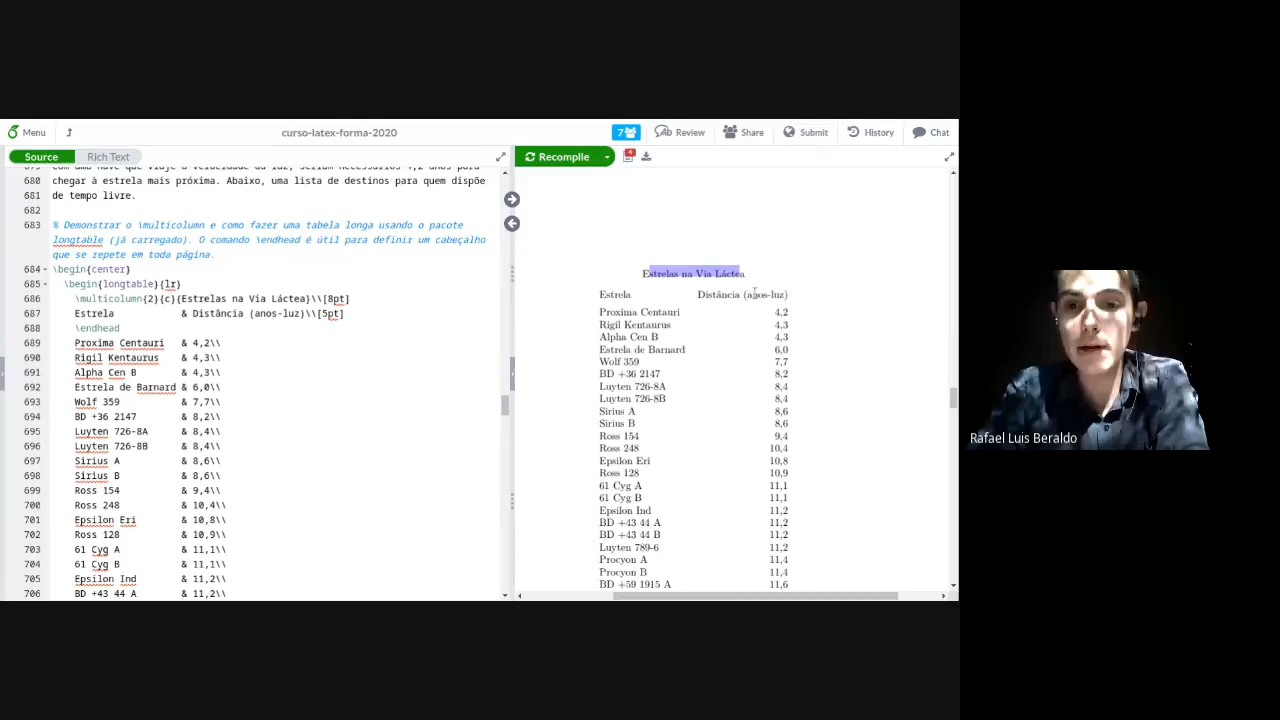 Menu
curso-latex-forma-2020
7
Review
Share
Submit
History
Chat
Source
Rich Text
Recompile
4
680 chegar à estrela mais próxima. Abaixo, uma lista de destinos para quem dispõe
681 de tempo livre.
682
683 % Demonstrar o \multicolumn e como fazer uma tabela longa usando o pacote
longtable (já carregado). O comando \endhead é útil para definir um cabeçalho
que se repete em toda página.
684 \begin{center}
685 \begin{longtable}{lr}
686 \multicolumn{2}{c}{Estrelas na Via Láctea}\\[8pt]
687 Estrela & Distância (anos-luz)\\[5pt]
688 \endhead
689 Proxima Centauri & 4,2\\
690 Rigil Kentaurus & 4,3\\
691 Alpha Cen B & 4,3\\
692 Estrela de Barnard & 6,0\\
693 Wolf 359 & 7,7\\
694 BD +36 2147 & 8,2\\
695 Luyten 726-8A & 8,4\\
696 Luyten 726-8B & 8,4\\
697 Sirius A & 8,6\\
698 Sirius B & 8,6\\
699 Ross 154 & 9,4\\
700 Ross 248 & 10,4\\
701 Epsilon Eri & 10,8\\
702 Ross 128 & 10,9\\
703 61 Cyg A & 11,1\\
704 61 Cyg B & 11,1\\
705 Epsilon Ind & 11,2\\
706 BD +43 44 A & 11,2\\
Estrelas na Via Láctea
Estrela Distância (anos-luz)
Proxima Centauri 4,2
Rigil Kentaurus 4,3
Alpha Cen B 4,3
Estrela de Barnard 6,0
Wolf 359 7,7
BD +36 2147 8,2
Luyten 726-8A 8,4
Luyten 726-8B 8,4
Sirius A 8,6
Sirius B 8,6
Ross 154 9,4
Ross 248 10,4
Epsilon Eri 10,8
Ross 128 10,9
61 Cyg A 11,1
61 Cyg B 11,1
Epsilon Ind 11,2
BD +43 44 A 11,2
BD +43 44 B 11,2
Luyten 789-6 11,2
Procyon A 11,4
Procyon B 11,4
BD +59 1915 A 11,6
Rafael Luis Beraldo